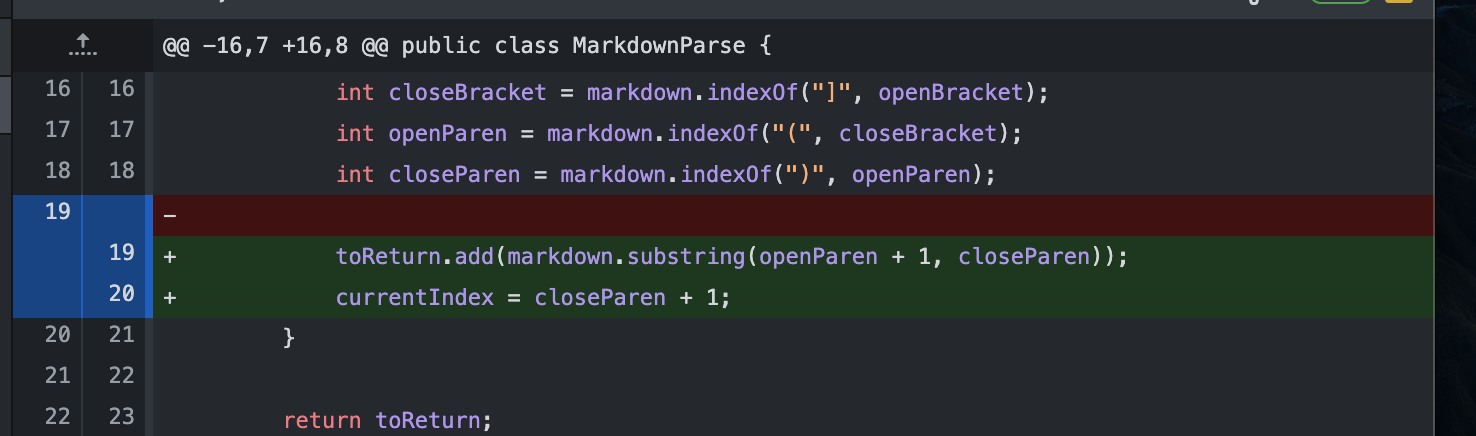 @@ -16,7 +16,8 @@ public class MarkdownParse {
16 16 int closeBracket = markdown.indexOf("]", openBracket);
17 17 int openParen = markdown.indexOf("(", closeBracket);
18 18 int closeParen = markdown.indexOf(")", openParen);
19 -
19 + toReturn.add(markdown.substring(openParen + 1, closeParen));
20 + currentIndex = closeParen + 1;
20 21 }
21 22
22 23 return toReturn;